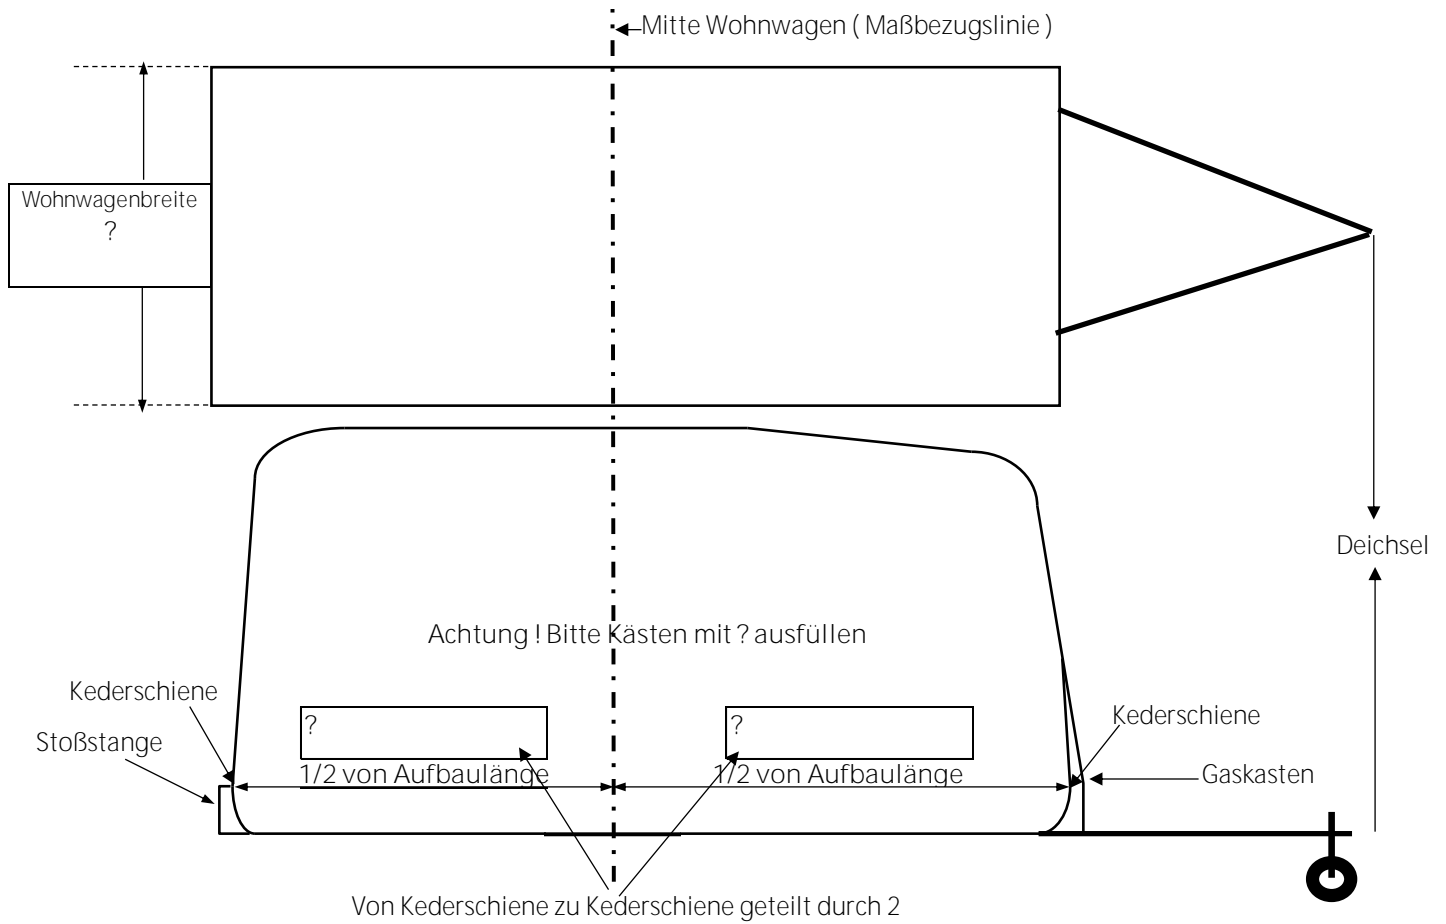 Mitte Wohnwagen ( Maßbezugslinie )
Wohnwagenbreite
?
Deichsel
Achtung ! Bitte Kästen mit ? ausfüllen
Kederschiene
Stoßstange
?
?
Kederschiene
1/2 von Aufbaulänge
1/2 von Aufbaulänge
Gaskasten
Von Kederschiene zu Kederschiene geteilt durch 2